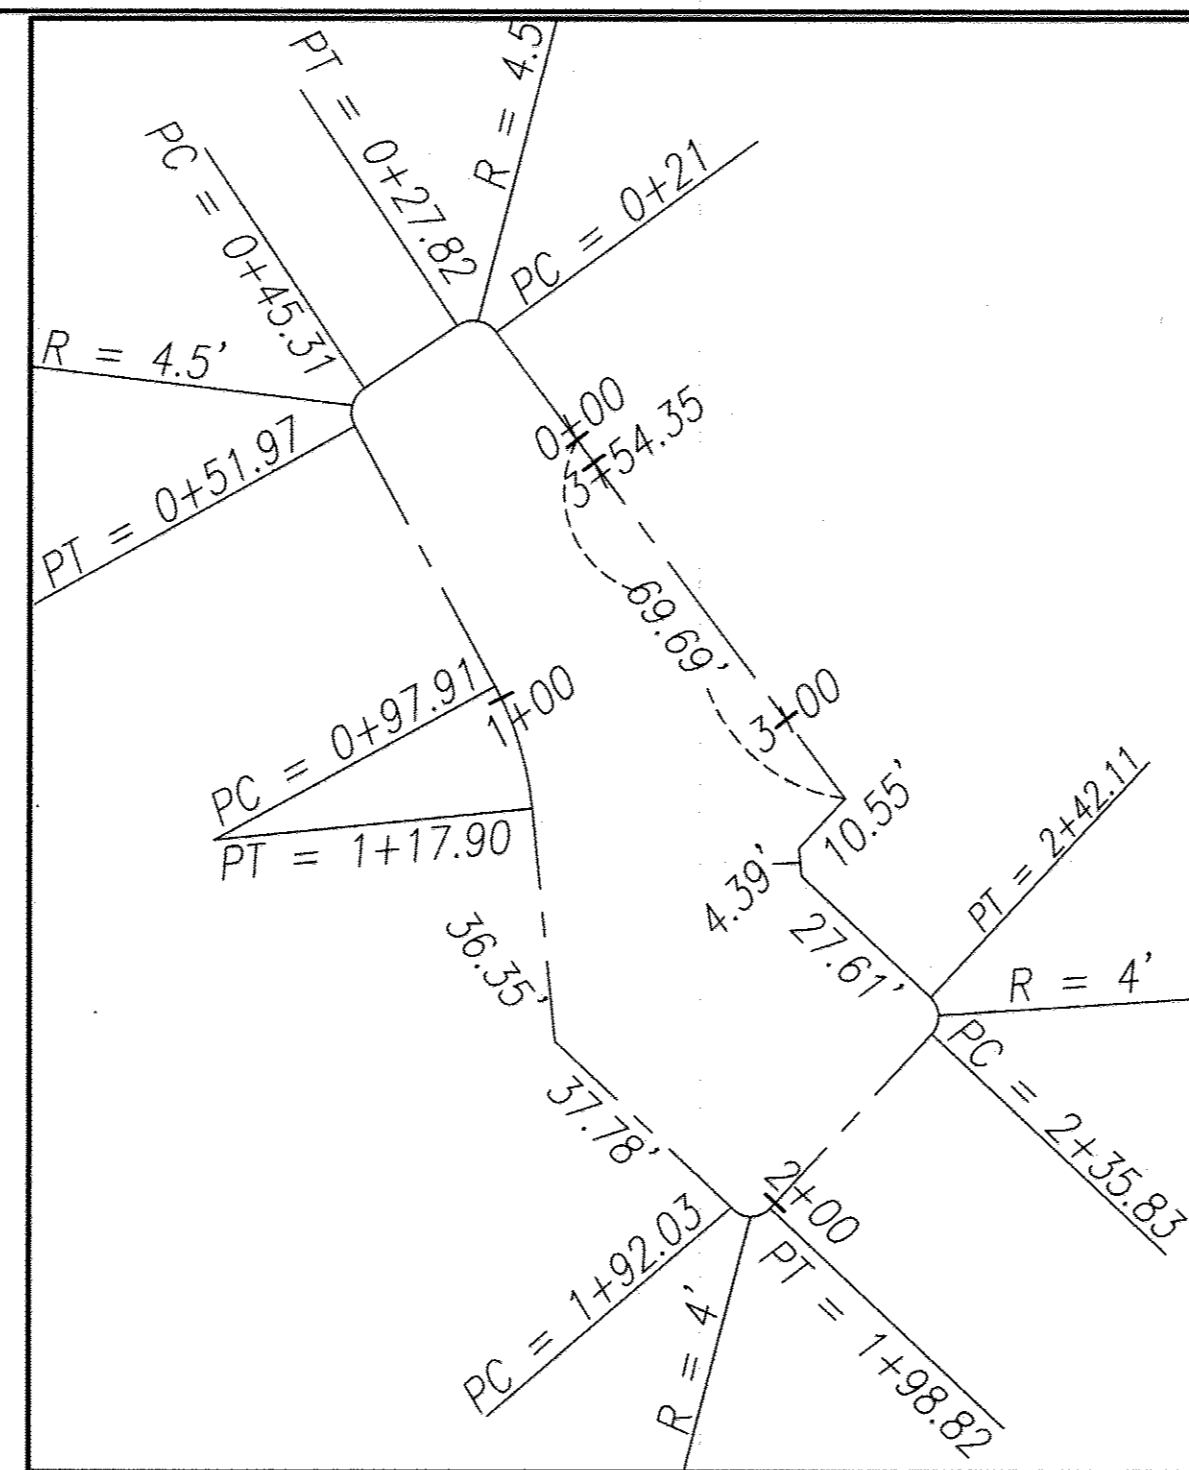 PT = 0+27.82
R = 4.5
PC = 0+21
PC = 0+45.31
R = 4.5'
PT = 0+51.97
0+00
3+54.35
69.69'
PC = 0+97.91
1+00
PT = 1+17.90
3+00
10.55'
4.39'
27.61'
PT = 2+42.11
R = 4'
PC = 2+35.83
36.35'
37.78'
2+00
PC = 1+92.03
R = 4'
PT = 1+98.82